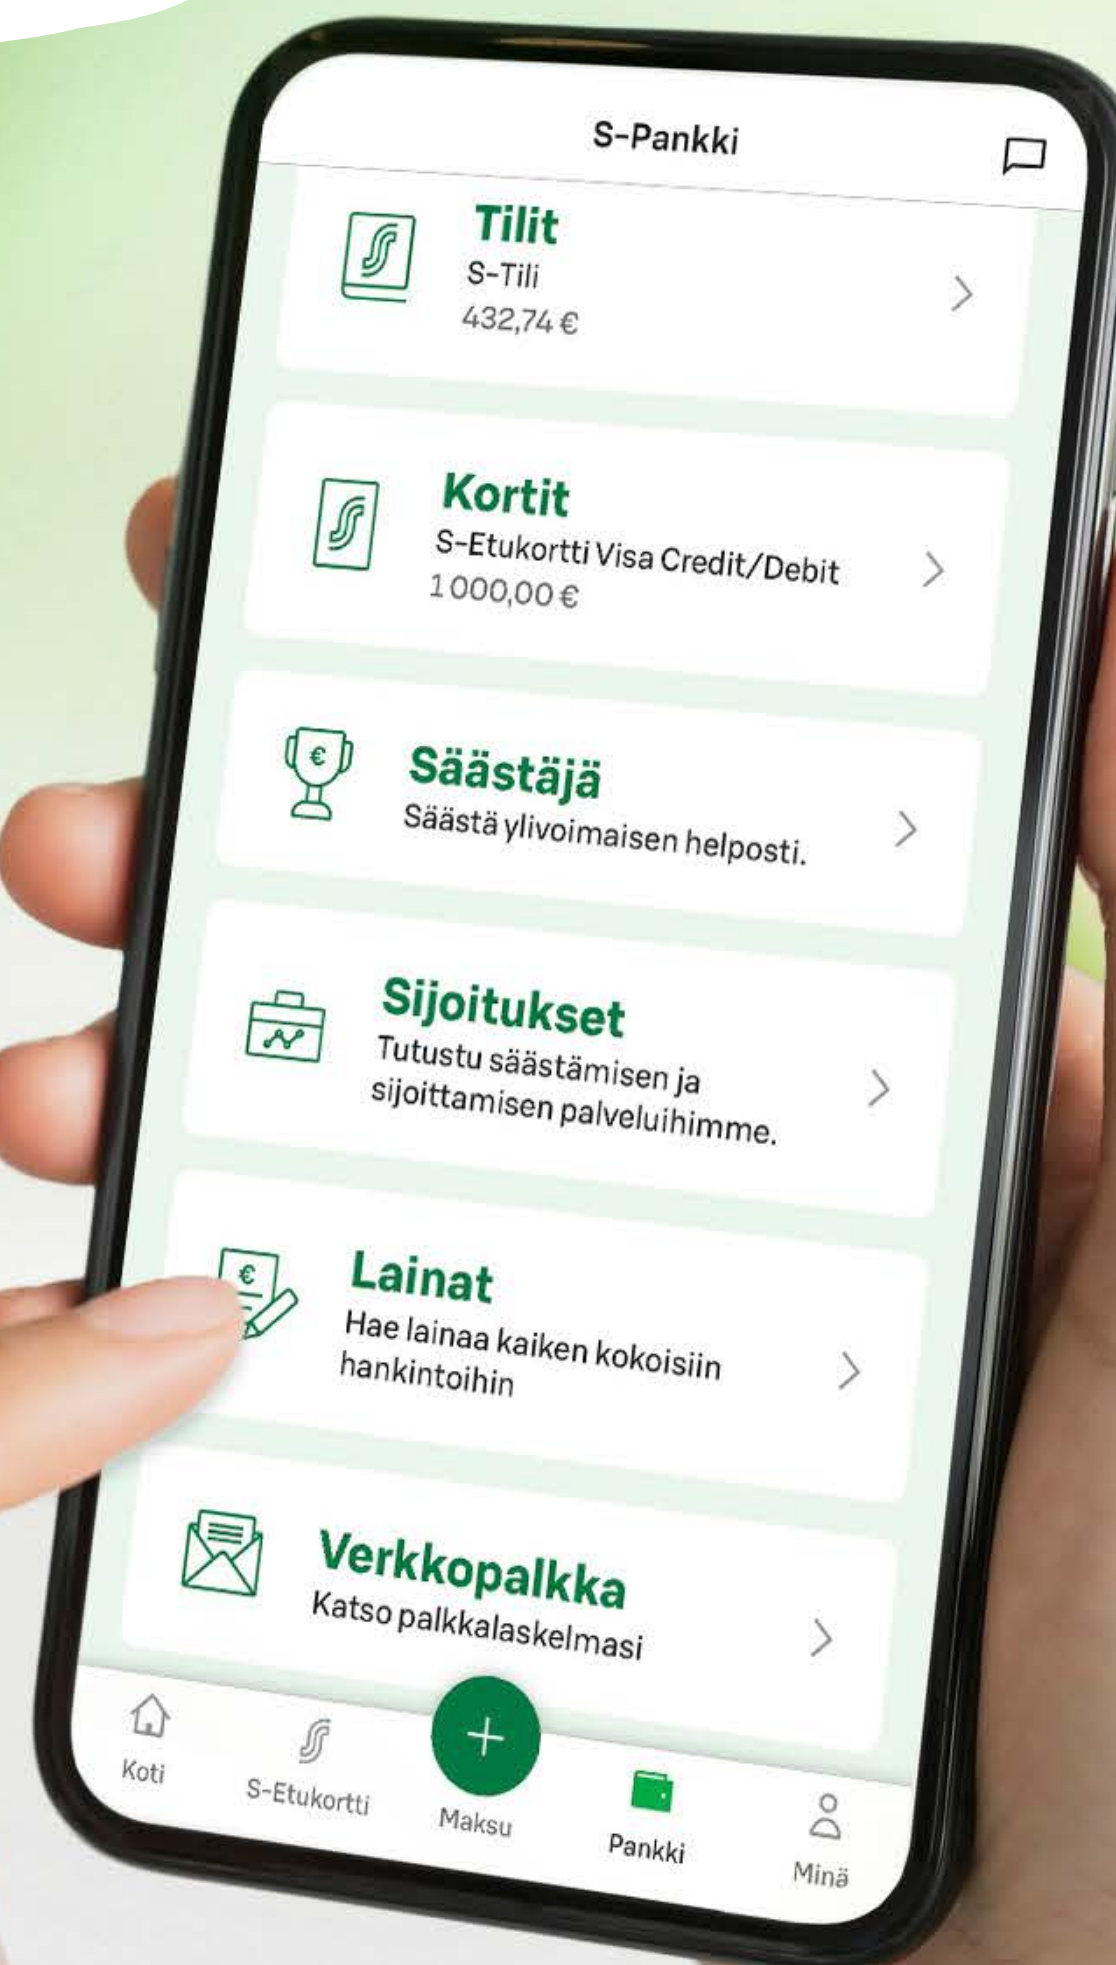 S-Pankki
Tilit
S-Tili
432,74 €
Kortit
S-Etukortti Visa Credit/Debit
1 000,00 €
€
Säästäjä
Säästä ylivoimaisen helposti.
Sijoitukset
Tutustu säästämisen ja
sijoittamisen palveluihimme.
€
Lainat
Hae lainaa kaiken kokoisiin
hankintoihin
Verkkopalkka
Katso palkkalaskelmasi
Koti
S-Etukortti
Maksu
Pankki
Minä